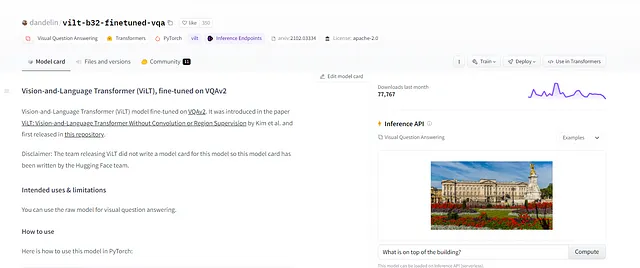 dandelin/vilt-b32-finetuned-vqa like 350
Visual Question Answering Transformers PyTorch vilt Inference Endpoints arxiv:2102.03334 License: apache-2.0
Model card Files and versions Community 11 Train Deploy Use in Transformers
Edit model card
Vision-and-Language Transformer (ViLT), fine-tuned on VQAv2
Vision-and-Language Transformer (ViLT) model fine-tuned on VQAv2. It was introduced in the paper
ViLT: Vision-and-Language Transformer Without Convolution or Region Supervision by Kim et al. and
first released in this repository.
Disclaimer: The team releasing ViLT did not write a model card for this model so this model card has
been written by the Hugging Face team.
Intended uses & limitations
You can use the raw model for visual question answering.
How to use
Here is how to use this model in PyTorch:
Downloads last month
77,767
Inference API
Visual Question Answering Examples
What is on top of the building? Compute
This model can be loaded on Inference API (serverless).